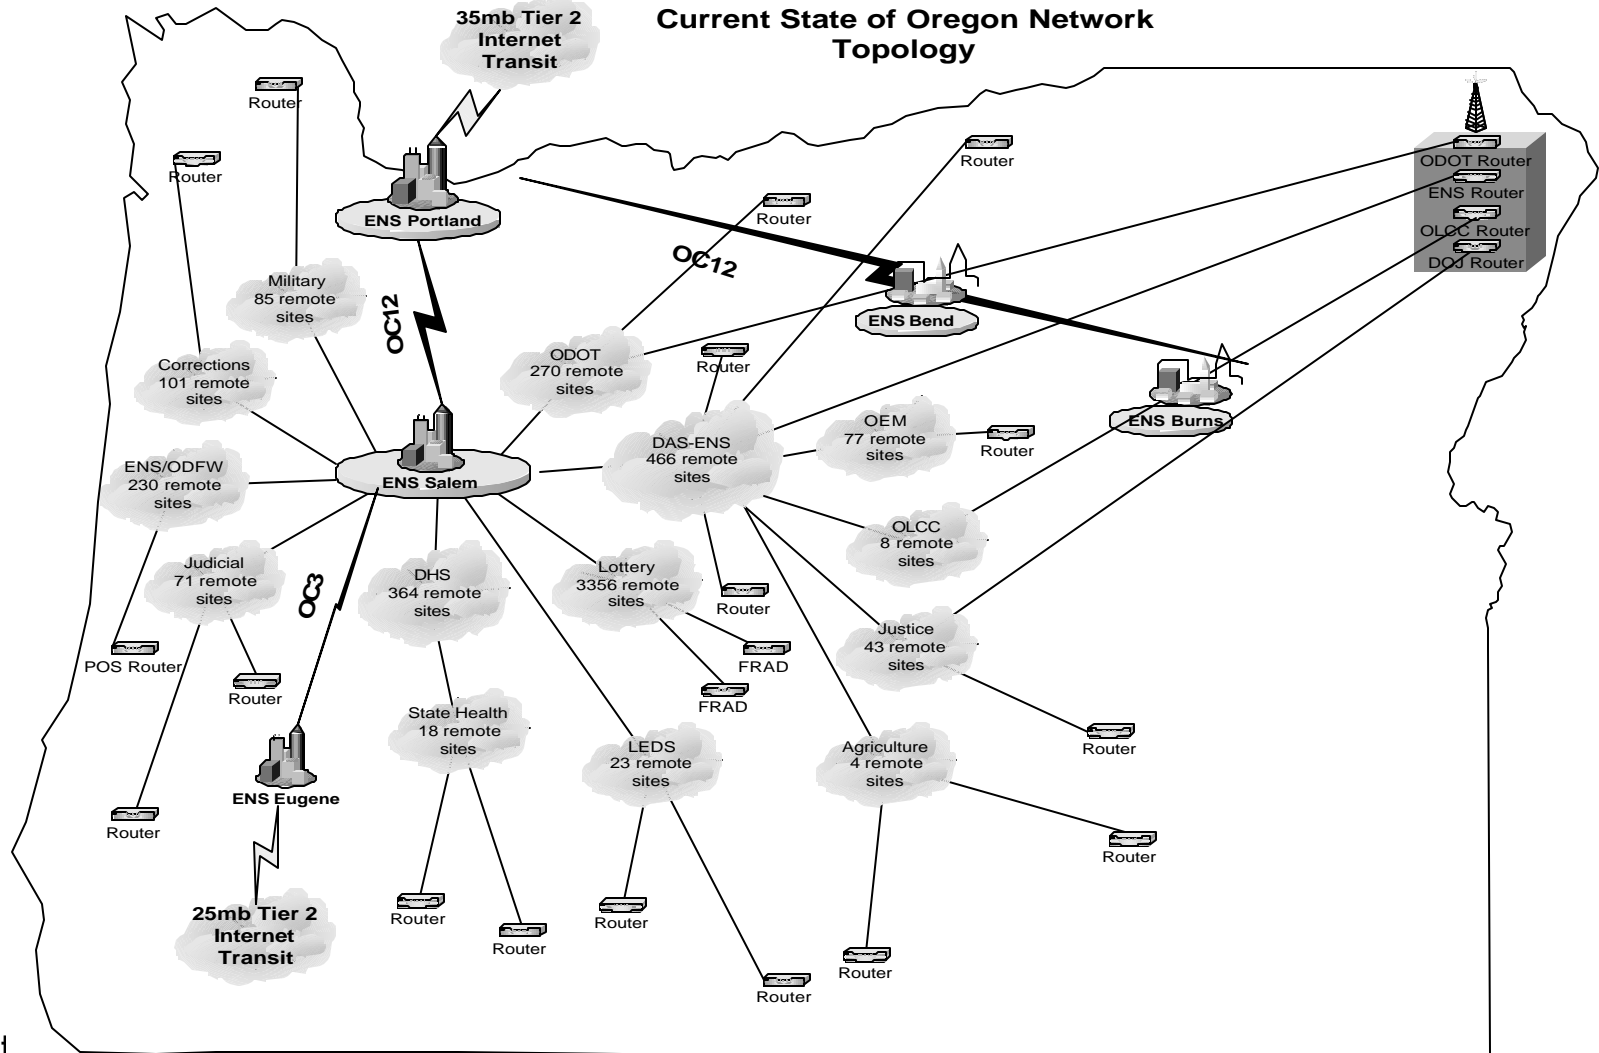 Current State of Oregon Network
Topology
35mb Tier 2
Internet
Transit
Router
Router
Router
Router
ODOT Router
ENS Router
OLCC Router
DOJ Router
ENS Portland
OC12
OC12
ENS Bend
Military
85 remote
sites
Corrections
101 remote
sites
ODOT
270 remote
sites
Router
ENS Burns
OEM
77 remote
sites
Router
DAS-ENS
466 remote
sites
ENS/ODFW
230 remote
sites
ENS Salem
OLCC
8 remote
sites
Judicial
71 remote
sites
OC3
DHS
364 remote
sites
Lottery
3356 remote
sites
Router
Justice
43 remote
sites
POS Router
Router
FRAD
FRAD
State Health
18 remote
sites
LEDS
23 remote
sites
Agriculture
4 remote
sites
Router
ENS Eugene
Router
Router
25mb Tier 2
Internet
Transit
Router
Router
Router
Router
Router